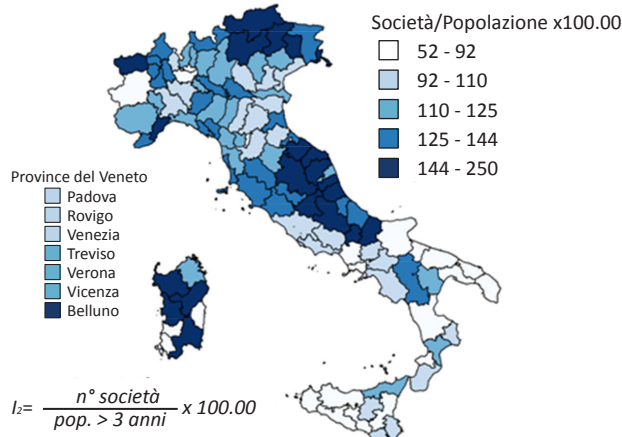 Società/Popolazione x100.00
52 - 92
92 - 110
110 - 125
125 - 144
144 - 250
Province del Veneto
Padova
Rovigo
Venezia
Treviso
Verona
Vicenza
Belluno
I2= n° società x 100.00
pop. > 3 anni